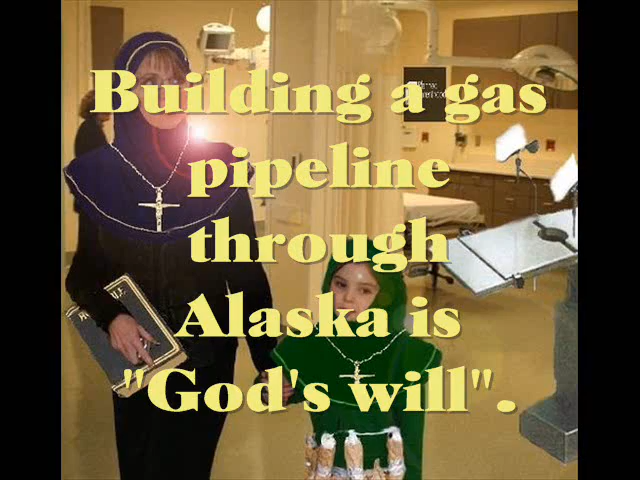 Building a gas
pipeline
through
Alaska is
"God's will".